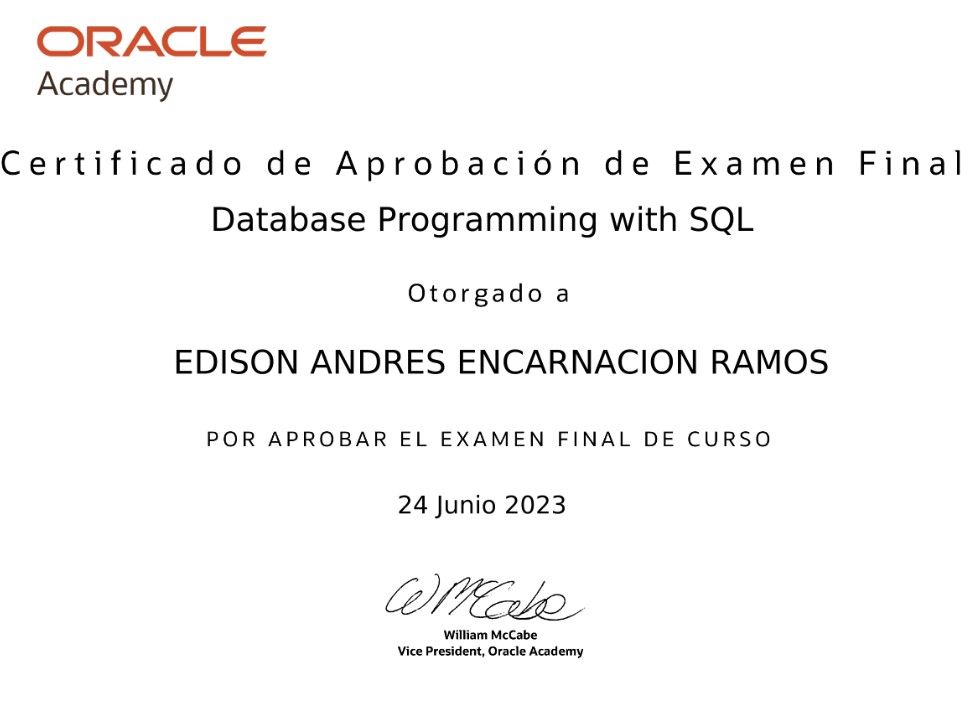 ORACLE
Academy
Certificado de Aprobación de Examen Final
Database Programming with SQL
Otorgado a
EDISON ANDRES ENCARNACION RAMOS
POR APROBAR EL EXAMEN FINAL DE CURSO
24 Junio 2023
W McCabe
William McCabe
Vice President, Oracle Academy